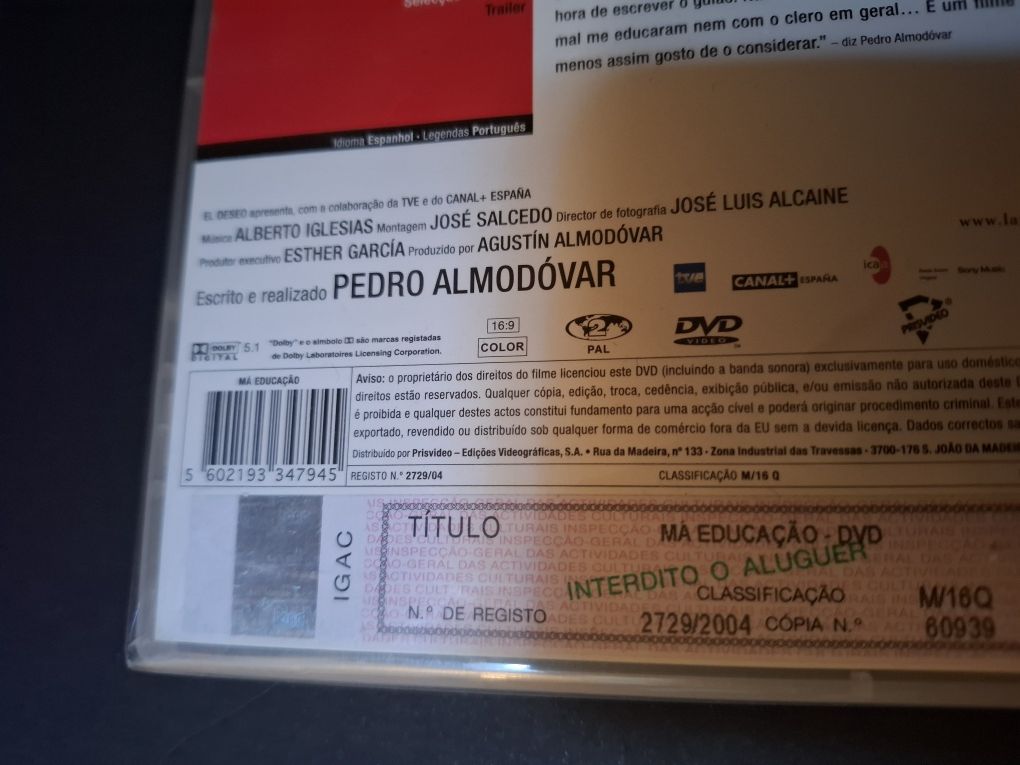 Trailer
hora de escrever o
mal me educaram nem com o clero em geral... É um filme
menos assim gosto de o considerar." – diz Pedro Almodóvar
Idioma Espanhol • Legendas Português
EL DESEO apresenta, com a colaboração da TVE e do CANAL+ ESPAÑA
Música ALBERTO IGLESIAS Montagem JOSÉ SALCEDO Director de fotografia JOSÉ LUIS ALCAINE
Produtor executivo ESTHER GARCÍA Produzido por AGUSTÍN ALMODÓVAR
www.la
Escrito e realizado PEDRO ALMODÓVAR
tve CANAL+ ESPAÑA icaa Sony Music
DOLBY DIGITAL 5.1
"Dolby" e o símbolo são marcas registadas
de Dolby Laboratoires Licensing Corporation.
16:9
COLOR
2
PAL
DVD
VIDEO
PRISVIDEO
MÁ EDUCAÇÃO
5 602193 347945
Aviso: o proprietário dos direitos do filme licenciou este DVD (incluindo a banda sonora) exclusivamente para uso doméstico
direitos estão reservados. Qualquer cópia, edição, troca, cedência, exibição pública, e/ou emissão não autorizada deste
é proibida e qualquer destes actos constitui fundamento para uma acção cível e poderá originar procedimento criminal. Este
exportado, revendido ou distribuído sob qualquer forma de comércio fora da EU sem a devida licença. Dados correctos
Distribuído por Prisvideo – Edições Videográficas, S.A. • Rua da Madeira, nº 133 - Zona Industrial das Travessas - 3700-176 S. JOÃO DA MADEI
REGISTO N.º 2729/04 CLASSIFICAÇÃO M/16 Q
IGAC
TÍTULO MÁ EDUCAÇÃO - DVD
INTERDITO O ALUGUER
CLASSIFICAÇÃO M/16Q
N.º DE REGISTO 2729/2004 CÓPIA N.º 60939